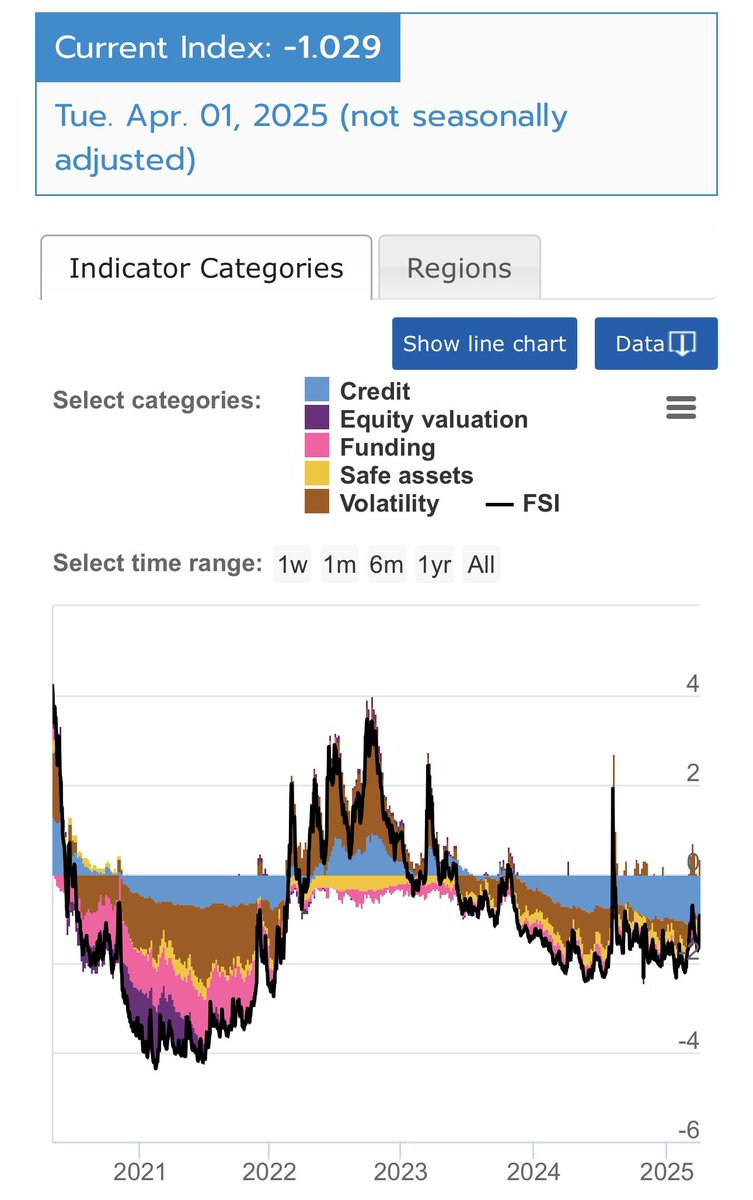 Current Index: -1.029
Tue. Apr. 01, 2025 (not seasonally
adjusted)
Indicator Categories
Regions
Show line chart
Data
Select categories:
Credit
Equity valuation
Funding
Safe assets
Volatility
FSI
Select time range:
1w
1m
6m
1yr
All
4
2
0
-2
-4
-6
2021
2022
2023
2024
2025